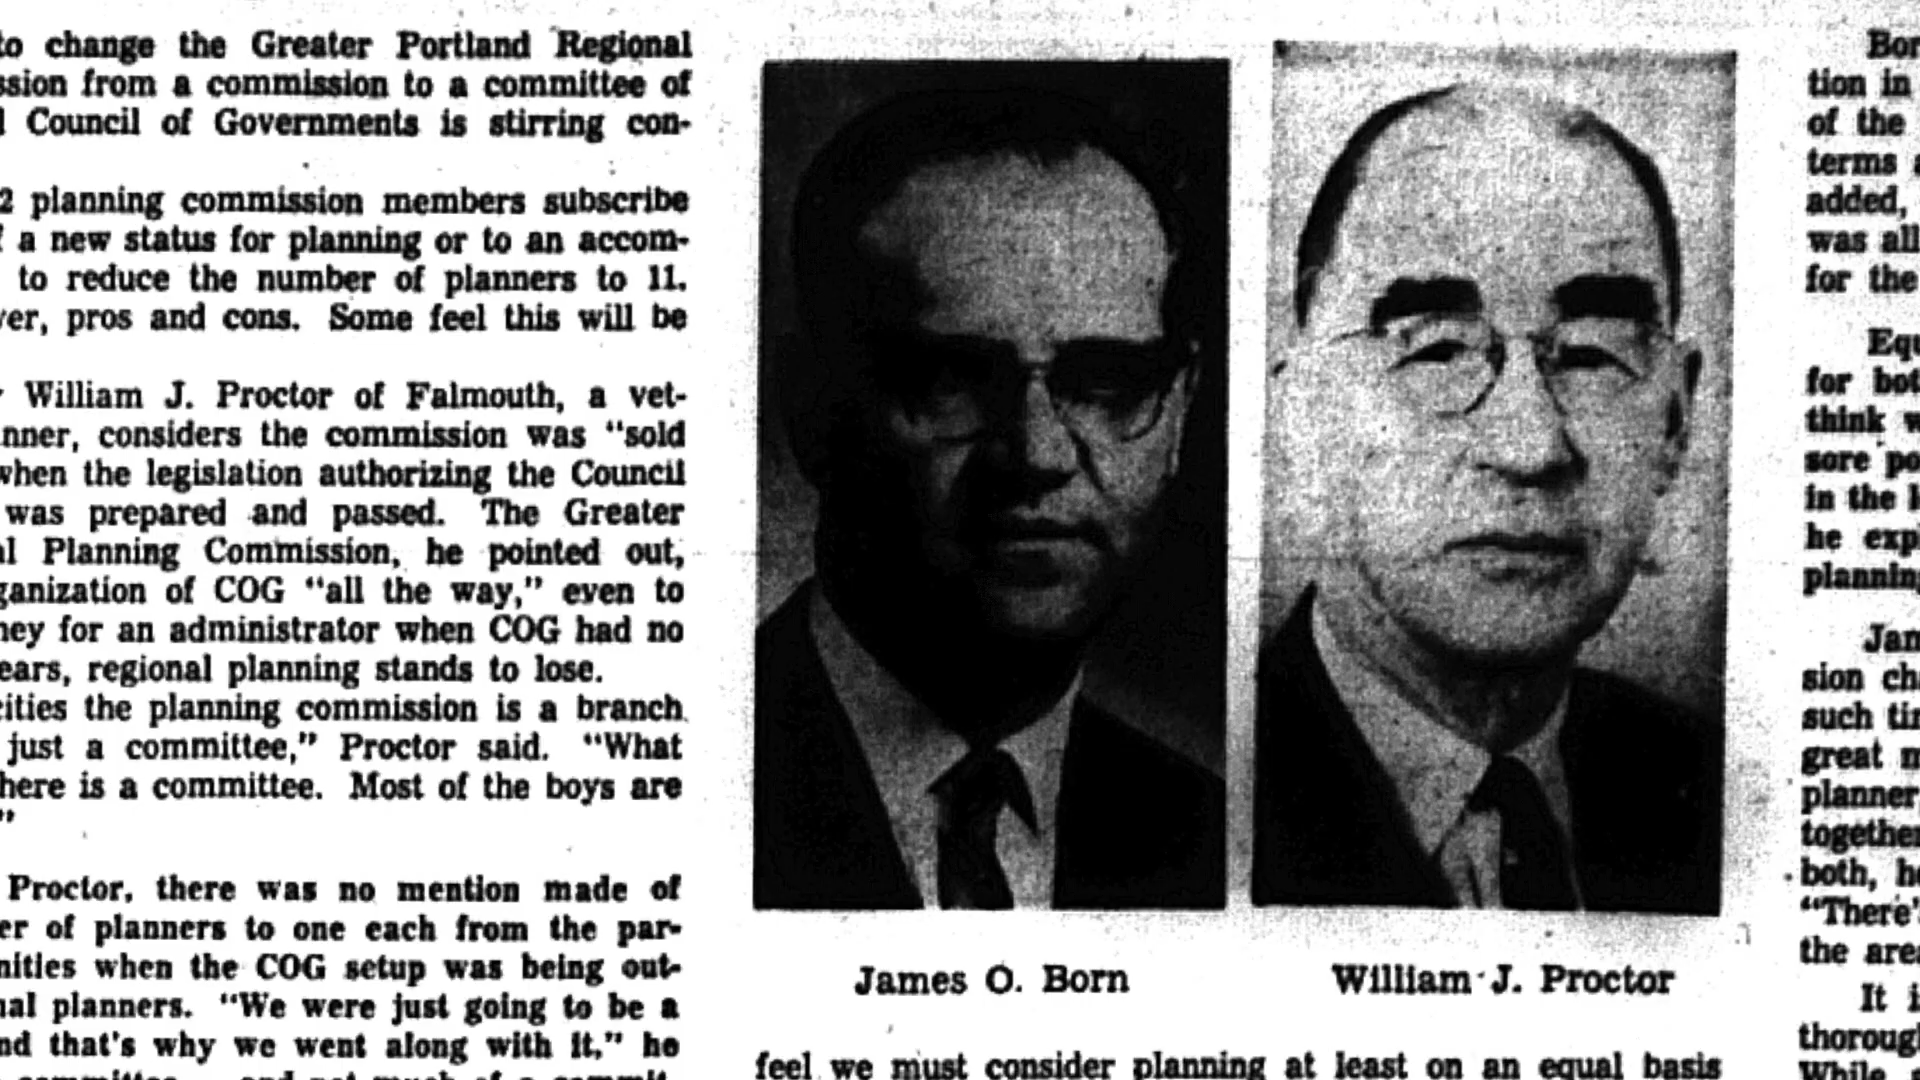 to change the Greater Portland Regional
ssion from a commission to a committee of
Council of Governments is stirring con-
2 planning commission members subscribe
f a new status for planning or to an accom-
to reduce the number of planners to 11.
ver, pros and cons. Some feel this will be
William J. Proctor of Falmouth, a vet-
nner, considers the commission was “sold
when the legislation authorizing the Council
was prepared and passed. The Greater
al Planning Commission, he pointed out,
ganization of COG “all the way,” even to
ney for an administrator when COG had no
ears, regional planning stands to lose.
cities the planning commission is a branch
just a committee,” Proctor said. “What
here is a committee. Most of the boys are
”
Proctor, there was no mention made of
er of planners to one each from the par-
nities when the COG setup was being out-
nal planners. “We were just going to be a
nd that's why we went along with it,” he
James O. Born
William J. Proctor
feel we must consider planning at least on an equal basis
Bor
tion in
of the
terms a
added,
was all
for the
Equ
for bot
think w
sore po
in the l
he exp
planning
Jam
sion cha
such tim
great m
planner
together
both, he
“There'
the area
It i
thorough
While